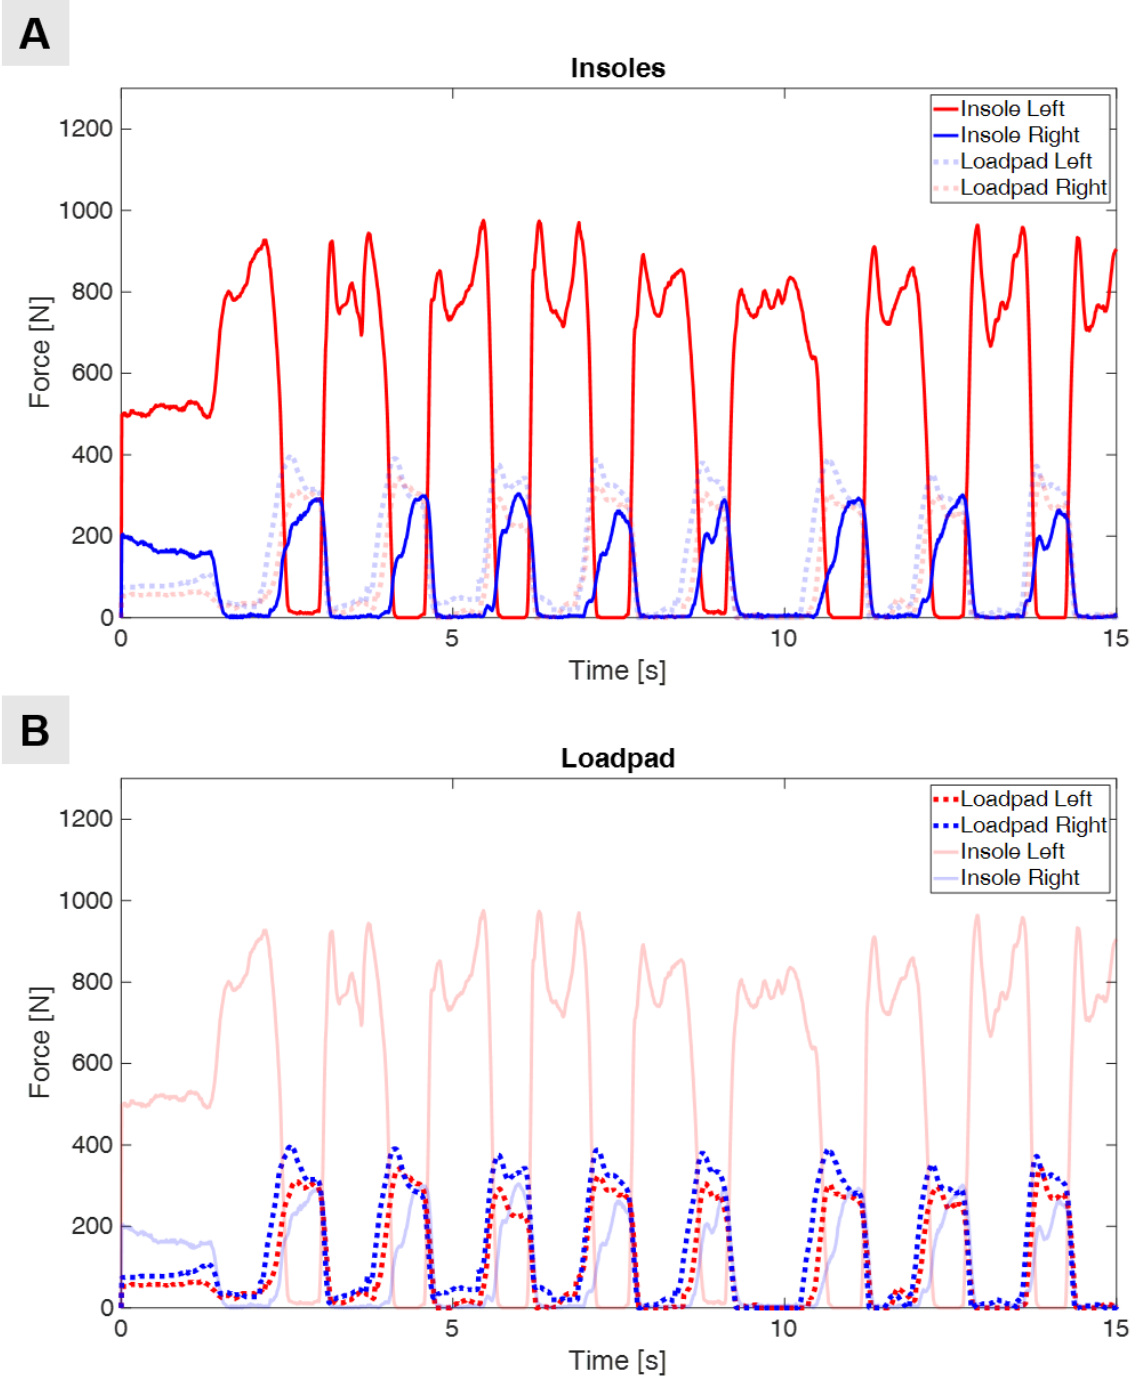 A
Insoles
Insole Left
Insole Right
Loadpad Left
Loadpad Right
1200
1000
800
600
400
200
0
Force [N]
0 5 10 15
Time [s]
B
Loadpad
Loadpad Left
Loadpad Right
Insole Left
Insole Right
1200
1000
800
600
400
200
0
Force [N]
0 5 10 15
Time [s]